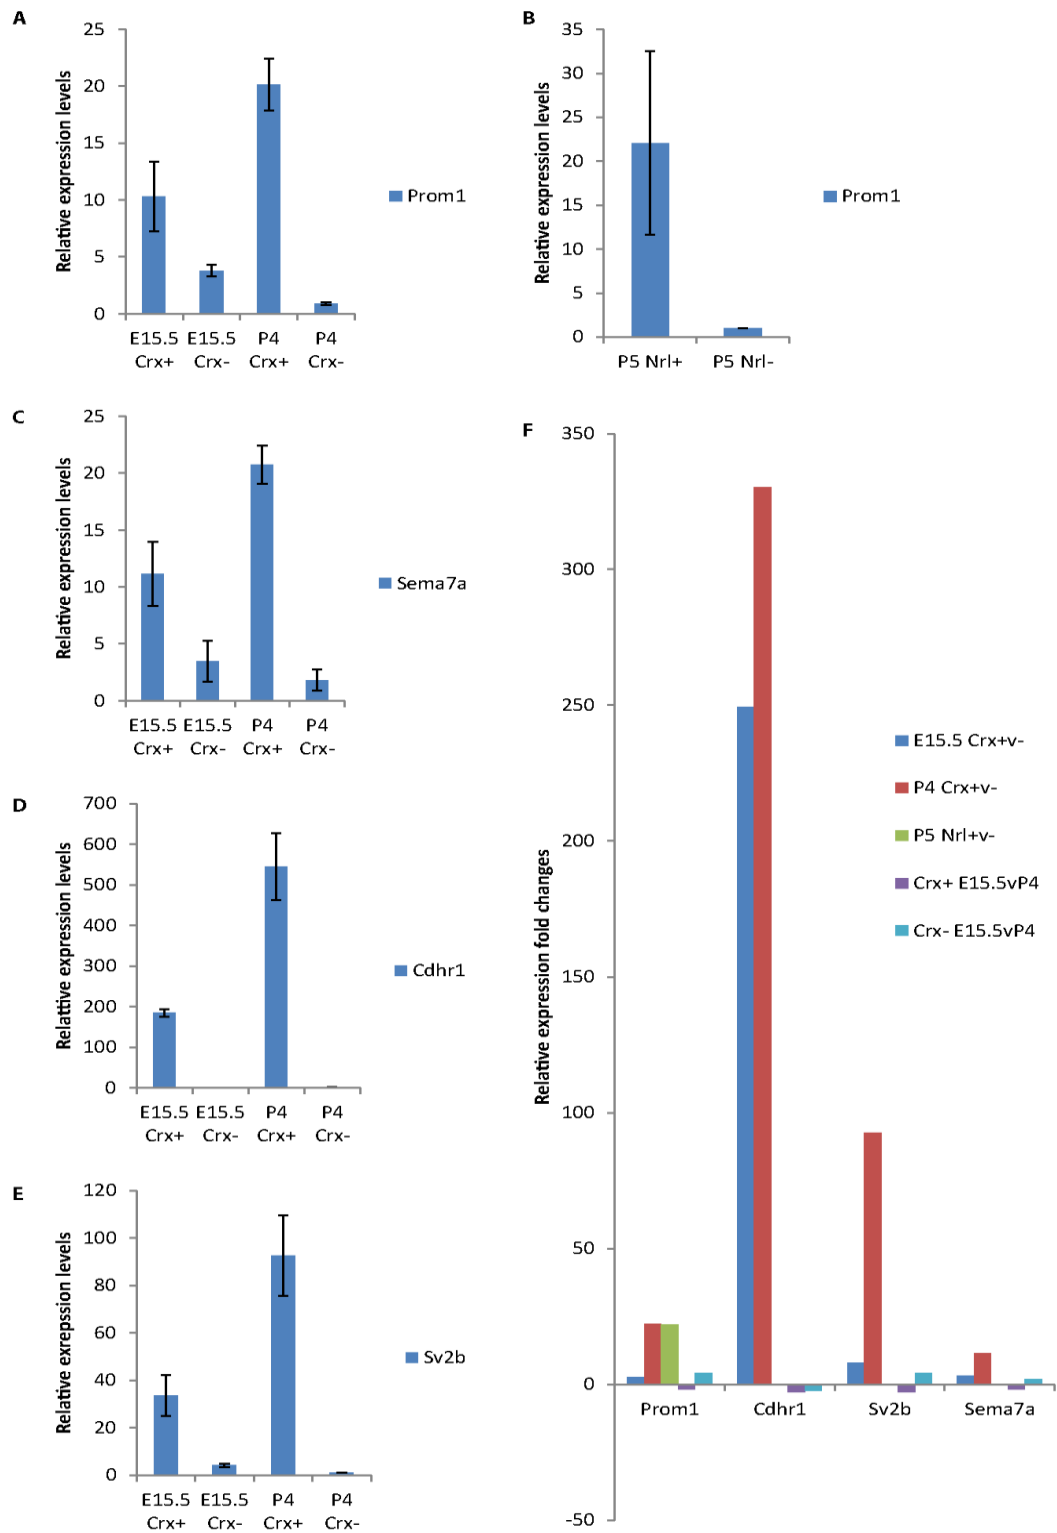 A
Relative expression levels
25
20
15
10
5
0
E15.5 E15.5 P4 P4
Crx+ Crx- Crx+ Crx-
Prom1
B
Relative expression levels
35
30
25
20
15
10
5
0
P5 Nrl+ P5 Nrl-
Prom1
C
Relative expression levels
25
20
15
10
5
0
E15.5 E15.5 P4 P4
Crx+ Crx- Crx+ Crx-
Sema7a
D
Relative expression levels
700
600
500
400
300
200
100
0
E15.5 E15.5 P4 P4
Crx+ Crx- Crx+ Crx-
Cdhr1
E
Relative exrepssion levels
120
100
80
60
40
20
0
E15.5 E15.5 P4 P4
Crx+ Crx- Crx+ Crx-
Sv2b
F
Relative expression fold changes
350
300
250
200
150
100
50
0
-50
Prom1 Cdhr1 Sv2b Sema7a
E15.5 Crx+v-
P4 Crx+v-
P5 Nrl+v-
Crx+ E15.5vP4
Crx- E15.5vP4